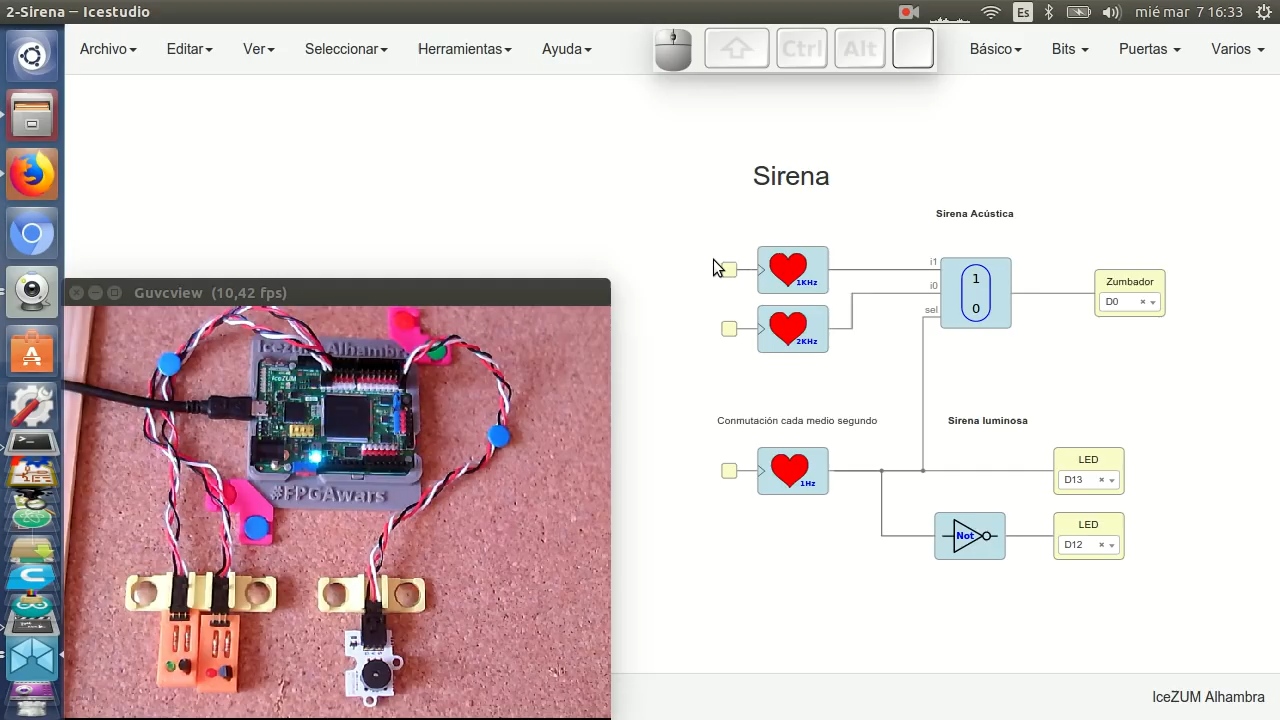 2-Sirena — Icestudio
Es
mié mar 7 16:33
Archivo
Editar
Ver
Seleccionar
Herramientas
Ayuda
Ctrl
Alt
Básico
Bits
Puertas
Varios
Sirena
Sirena Acústica
1KHz
i1
1
Zumbador
i0
D0
0
sel
2KHz
Guvcview (10,42 fps)
IceZUM Alhambra
IceZUM
#FPGAwars
Conmutación cada medio segundo
Sirena luminosa
1Hz
LED
D13
Not
LED
D12
IceZUM Alhambra